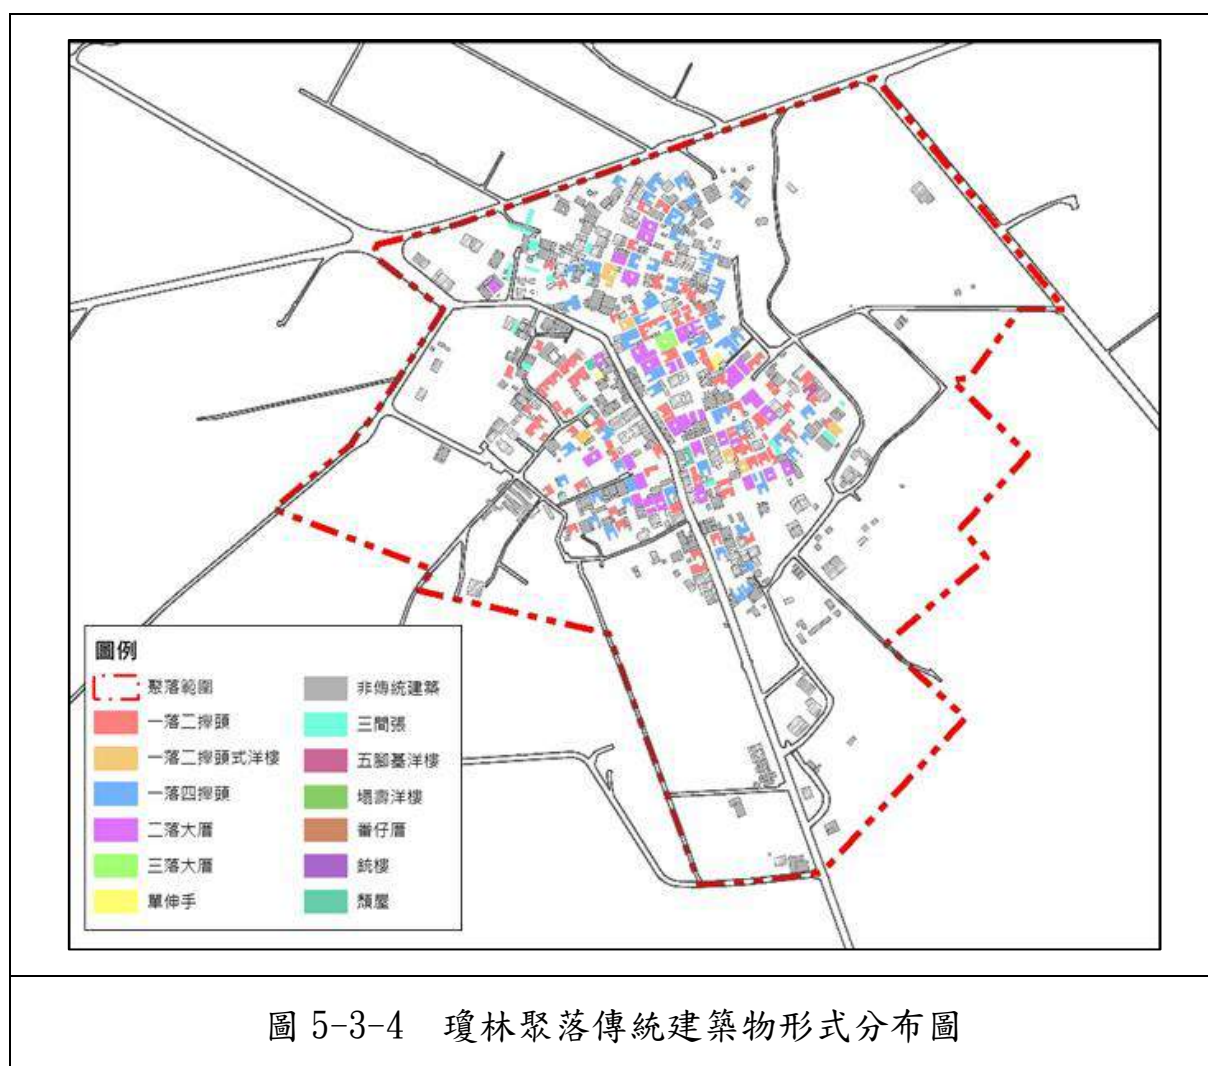 圖例
聚落範圍
一落二攑頭
一落二攑頭式洋樓
一落四攑頭
二落大厝
三落大厝
單伸手
非傳統建築
三間張
五腳基洋樓
塌壽洋樓
番仔厝
銃樓
頹屋
圖 5-3-4 瓊林聚落傳統建築物形式分布圖